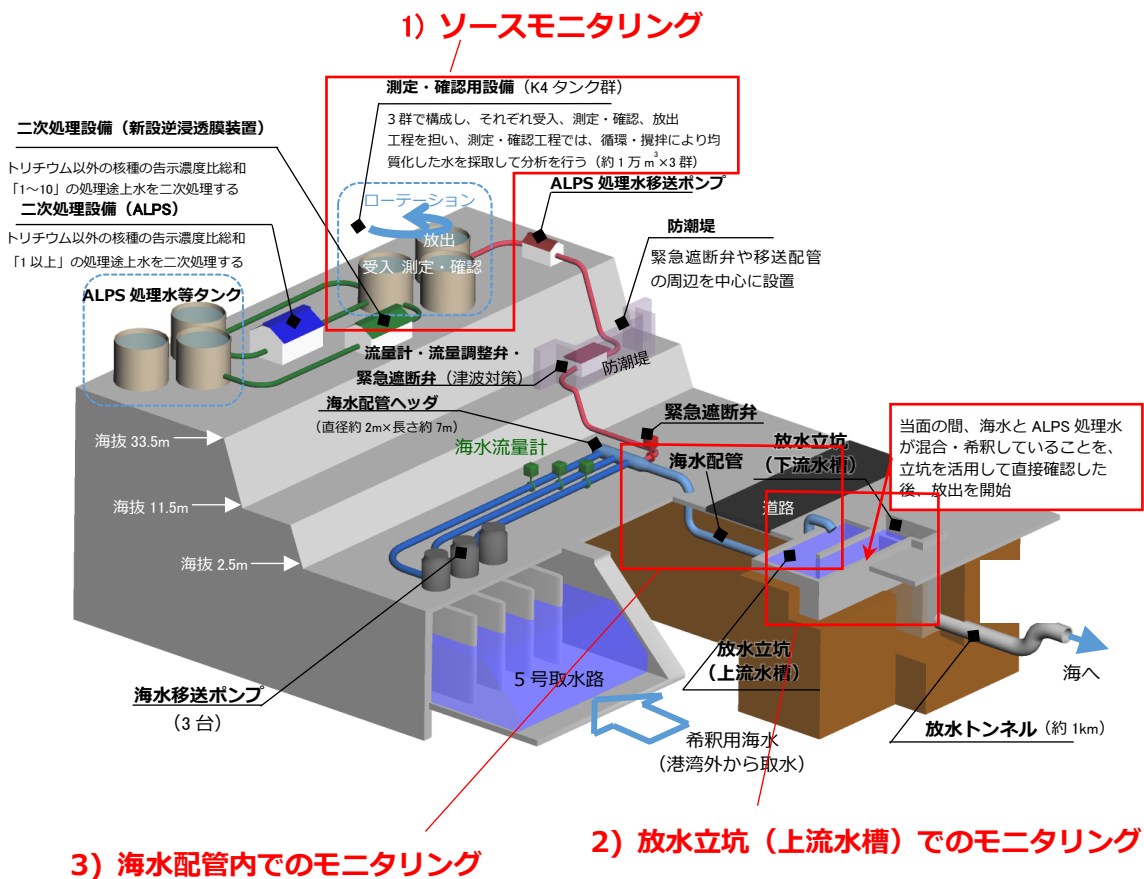 1) ソースモニタリング
測定・確認用設備（K4 タンク群）
3 群で構成し、それぞれ受入、測定・確認、放出
工程を担い、測定・確認工程では、循環・攪拌により均
質化した水を採取して分析を行う（約 1 万 m³×3 群）
二次処理設備（新設逆浸透膜装置）
トリチウム以外の核種の告示濃度比総和
「1～10」の処理途上水を二次処理する
二次処理設備（ALPS）
トリチウム以外の核種の告示濃度比総和
「1 以上」の処理途上水を二次処理する
ALPS 処理水等タンク
ローテーション
放出
受入 測定・確認
ALPS 処理水移送ポンプ
防潮堤
緊急遮断弁や移送配管
の周辺を中心に設置
防潮堤
流量計・流量調整弁・
緊急遮断弁（津波対策）
海水配管ヘッダ
（直径約 2m×長さ約 7m）
海水流量計
緊急遮断弁
海水配管
放水立坑
（下流水槽）
道路
当面の間、海水と ALPS 処理水
が混合・希釈していることを、
立坑を活用して直接確認した
後、放出を開始
海抜 33.5m
海抜 11.5m
海抜 2.5m
海水移送ポンプ
（3 台）
5 号取水路
希釈用海水
（港湾外から取水）
放水立坑
（上流水槽）
海へ
放水トンネル（約 1km）
2) 放水立坑（上流水槽）でのモニタリング
3) 海水配管内でのモニタリング